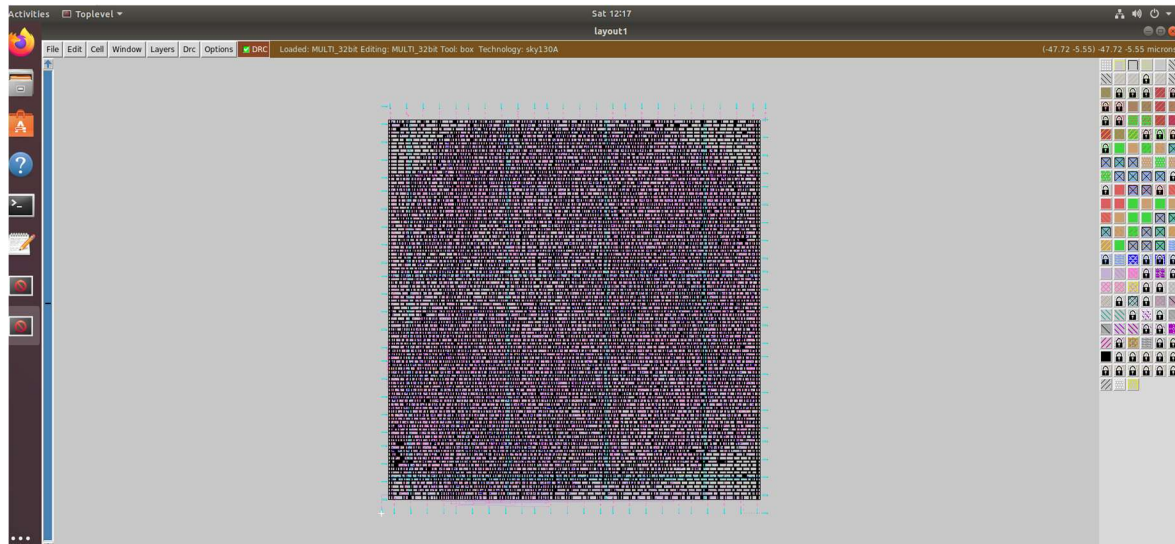 Activities Toplevel Sat 12:17
layout1
File Edit Cell Window Layers Drc Options DRC Loaded: MULTI_32bit Editing: MULTI_32bit Tool: box Technology: sky130A (-47.72 -5.55) -47.72 -5.55 microns